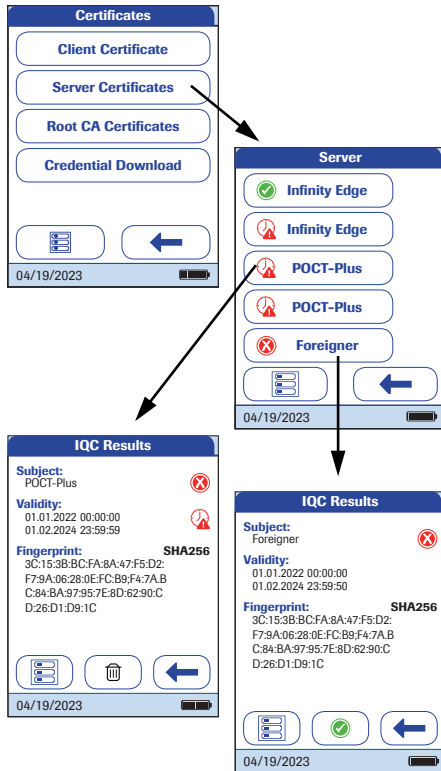 Certificates
Client Certificate
Server Certificates
Root CA Certificates
Credential Download
04/19/2023
Server
Infinity Edge
Infinity Edge
POCT-Plus
POCT-Plus
Foreigner
04/19/2023
IQC Results
Subject:
POCT-Plus
Validity:
01.01.2022 00:00:00
01.02.2024 23:59:59
Fingerprint: SHA256
3C:15:3B:BC:FA:8A:47:F5:D2:
F7:9A:06:28:0E:FC:B9;F4:7A.B
C:84:BA:97:95:7E:8D:62:90:C
D:26:D1:D9:1C
04/19/2023
IQC Results
Subject:
Foreigner
Validity:
01.01.2022 00:00:00
01.02.2024 23:59:50
Fingerprint: SHA256
3C:15:3B:BC:FA:8A:47:F5:D2:
F7:9A:06:28:0E:FC:B9;F4:7A.B
C:84:BA:97:95:7E:8D:62:90:C
D:26:D1:D9:1C
04/19/2023